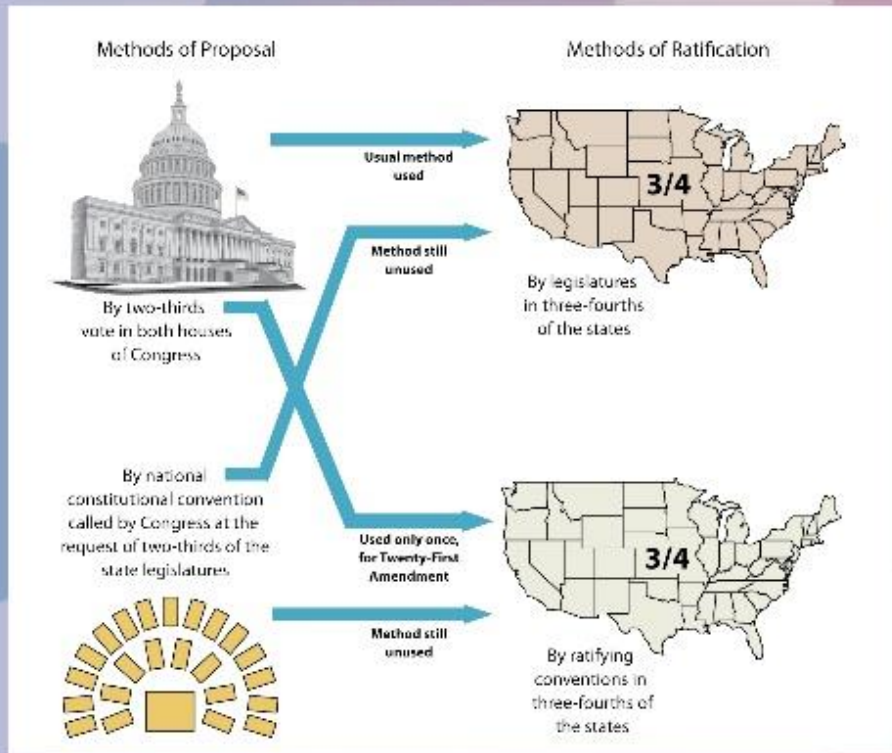 Methods of Proposal
Methods of Ratification
Usual method
used
3/4
Method still
unused
By legislatures
in three-fourths
of the states
By two-thirds
vote in both houses
of Congress
By national
constitutional convention
called by Congress at the
request of two-thirds of the
state legislatures
Used only once,
for Twenty-First
Amendment
3/4
Method still
unused
By ratifying
conventions in
three-fourths of
the states